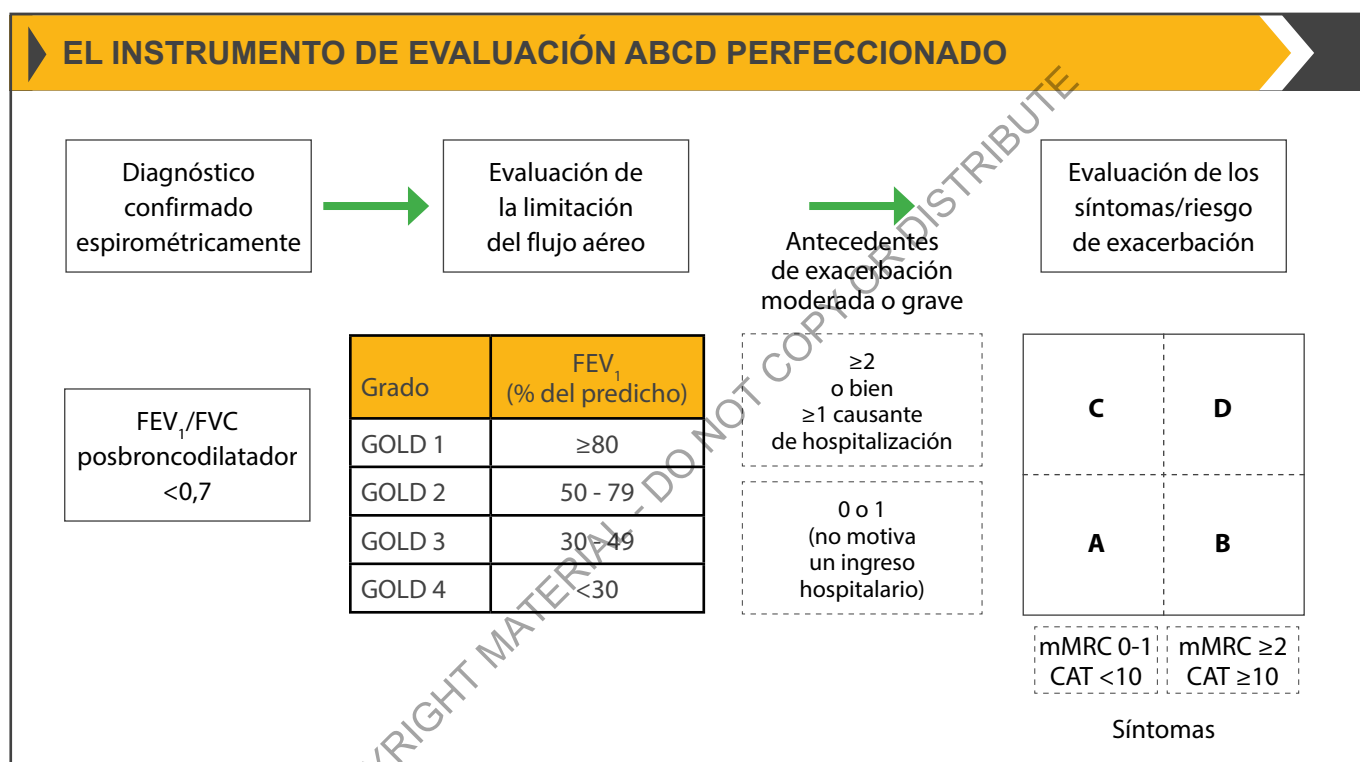 EL INSTRUMENTO DE EVALUACIÓN ABCD PERFECCIONADO
Diagnóstico
confirmado
espirométricamente
Evaluación de
la limitación
del flujo aéreo
Antecedentes
de exacerbación
moderada o grave
Evaluación de los
síntomas/riesgo
de exacerbación
FEV₁/FVC
posbroncodilatador
<0,7
Grado
FEV₁
(% del predicho)
GOLD 1
≥80
GOLD 2
50 - 79
GOLD 3
30 - 49
GOLD 4
<30
≥2
o bien
≥1 causante
de hospitalización
0 o 1
(no motiva
un ingreso
hospitalario)
C
D
A
B
mMRC 0-1
CAT <10
mMRC ≥2
CAT ≥10
Síntomas
YRIGHT MATERIAL - DO NOT COPY OR DISTRIBUTE